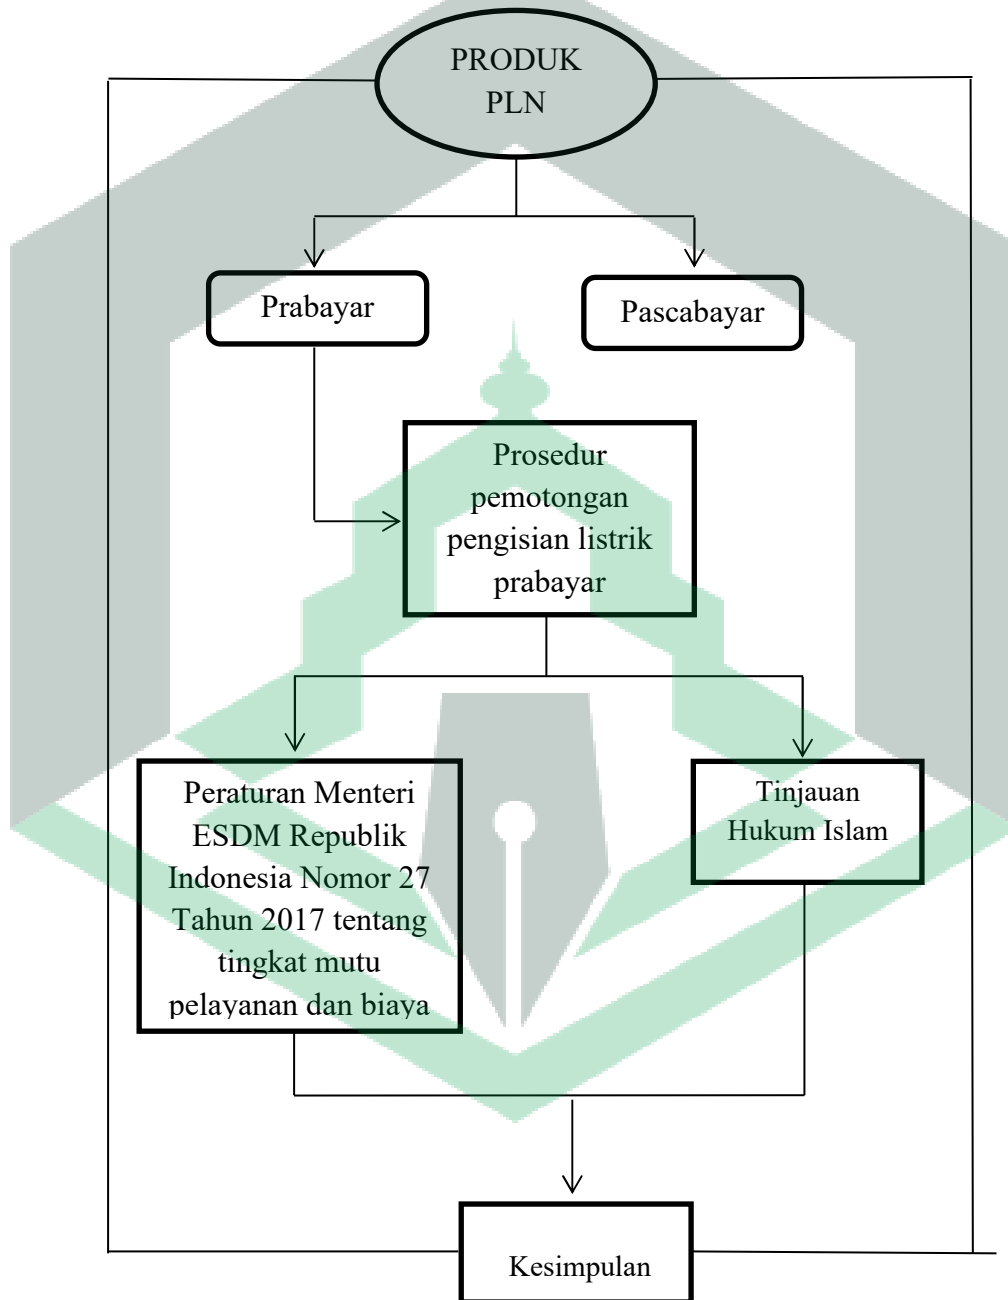 PRODUK
PLN
Prabayar
Pascabayar
Prosedur
pemotongan
pengisian listrik
prabayar
Peraturan Menteri
ESDM Republik
Indonesia Nomor 27
Tahun 2017 tentang
tingkat mutu
pelayanan dan biaya
Tinjauan
Hukum Islam
Kesimpulan